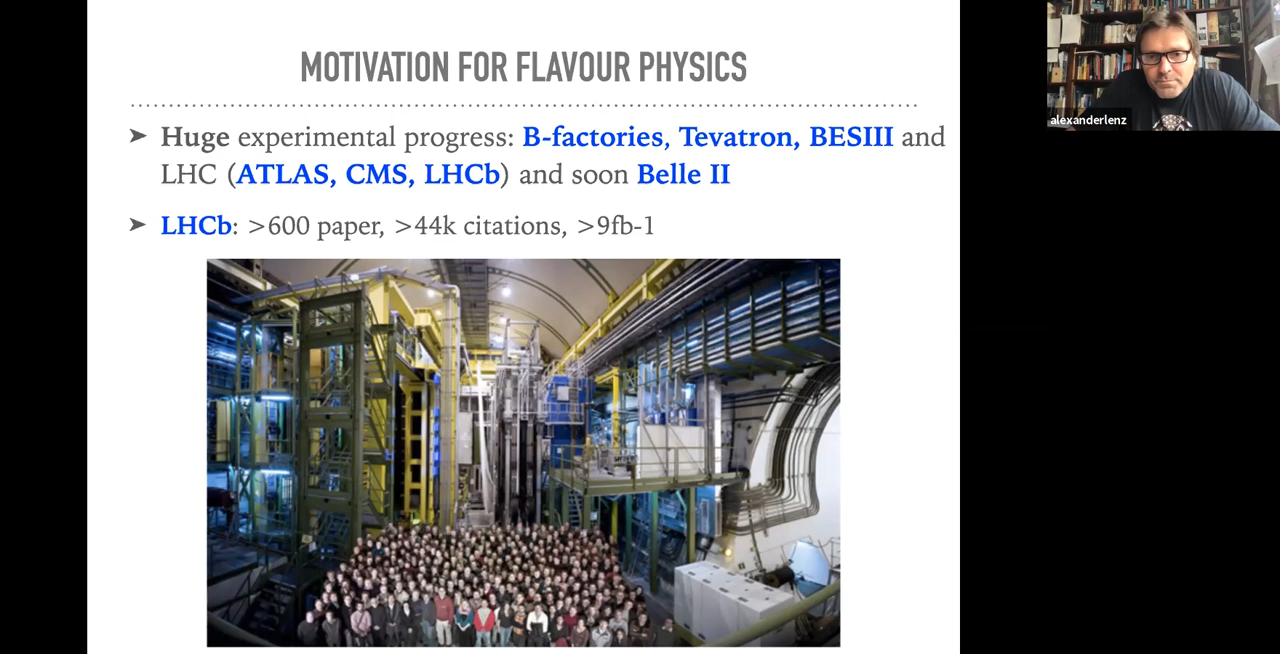 MOTIVATION FOR FLAVOUR PHYSICS
➤ Huge experimental progress: B-factories, Tevatron, BESIII and
LHC (ATLAS, CMS, LHCb) and soon Belle II
➤ LHCb: >600 paper, >44k citations, >9fb-1
alexanderlenz